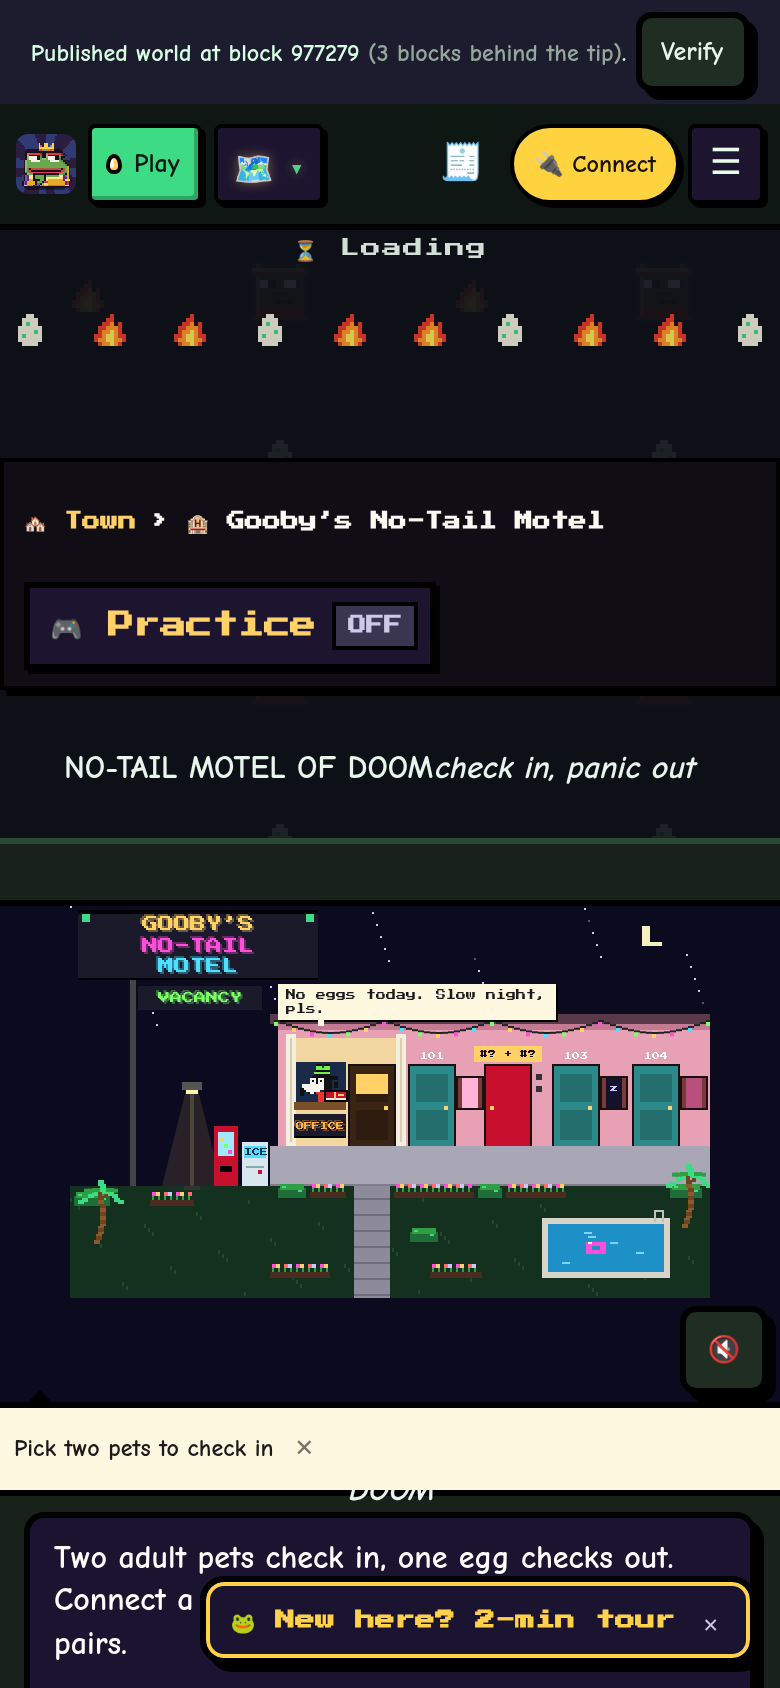 Published world at block 977279 (3 blocks behind the tip).
Verify
Play
Connect
Loading
Town > Gooby's No-Tail Motel
Practice OFF
NO-TAIL MOTEL OF DOOM check in, panic out
GOOBY'S
NO-TAIL
MOTEL
VACANCY
No eggs today. Slow night,
pls.
101
#? + #?
103
104
z
OFFICE
ICE
Pick two pets to check in
DOOM
Two adult pets check in, one egg checks out.
Connect a
pairs.
New here? 2-min tour